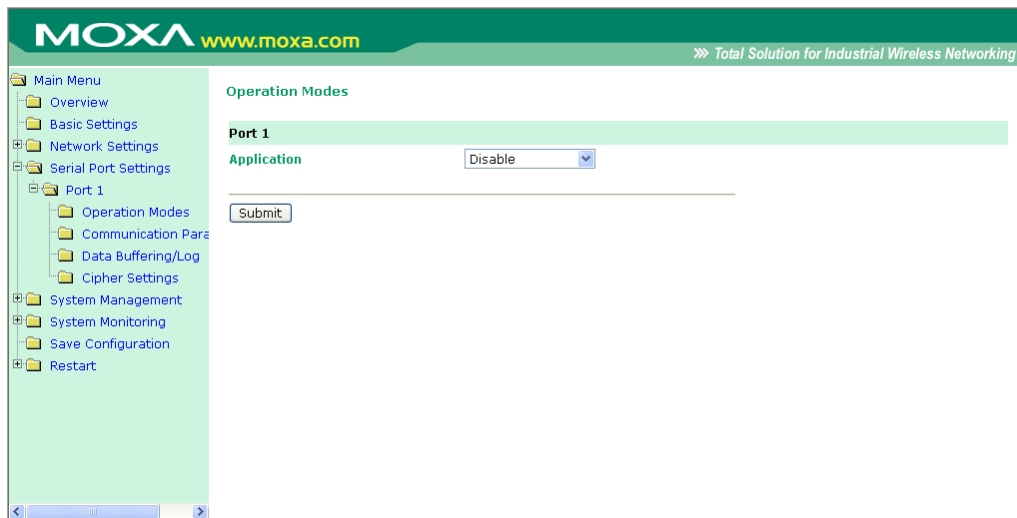 MOXA www.moxa.com
Total Solution for Industrial Wireless Networking
Main Menu
Overview
Basic Settings
Network Settings
Serial Port Settings
Port 1
Operation Modes
Communication Para
Data Buffering/Log
Cipher Settings
System Management
System Monitoring
Save Configuration
Restart
Operation Modes
Port 1
Application Disable
Submit